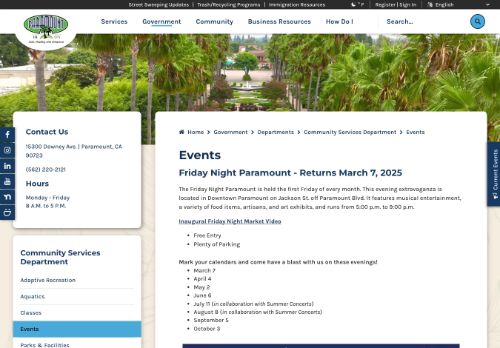 Street Sweeping Updates | Trash/Recycling Programs | Immigration Resources
°F
Register | Sign In
English
PARAMOUNT
Services
Government
Community
Business Resources
How Do I
Search...
Contact Us
15300 Downey Ave. | Paramount, CA
90723
(562) 220-2121
Hours
Monday - Friday
8 A.M. to 5 P.M.
Community Services
Department
Adaptive Recreation
Aquatics
Classes
Events
Parks & Facilities
Home > Government > Departments > Community Services Department > Events
Events
Friday Night Paramount - Returns March 7, 2025
The Friday Night Paramount is held the first Friday of every month. This evening extravaganza is
located in Downtown Paramount on Jackson St. off Paramount Blvd. It features musical entertainment,
a variety of food items, artisans, and art exhibits, and runs from 5:00 p.m. to 9:00 p.m.
Inaugural Friday Night Market Video
Free Entry
Plenty of Parking
Mark your calendars and come have a blast with us on these evenings!
March 7
April 4
May 2
June 6
July 11 (in collaboration with Summer Concerts)
August 8 (in collaboration with Summer Concerts)
September 5
October 3
Current Events